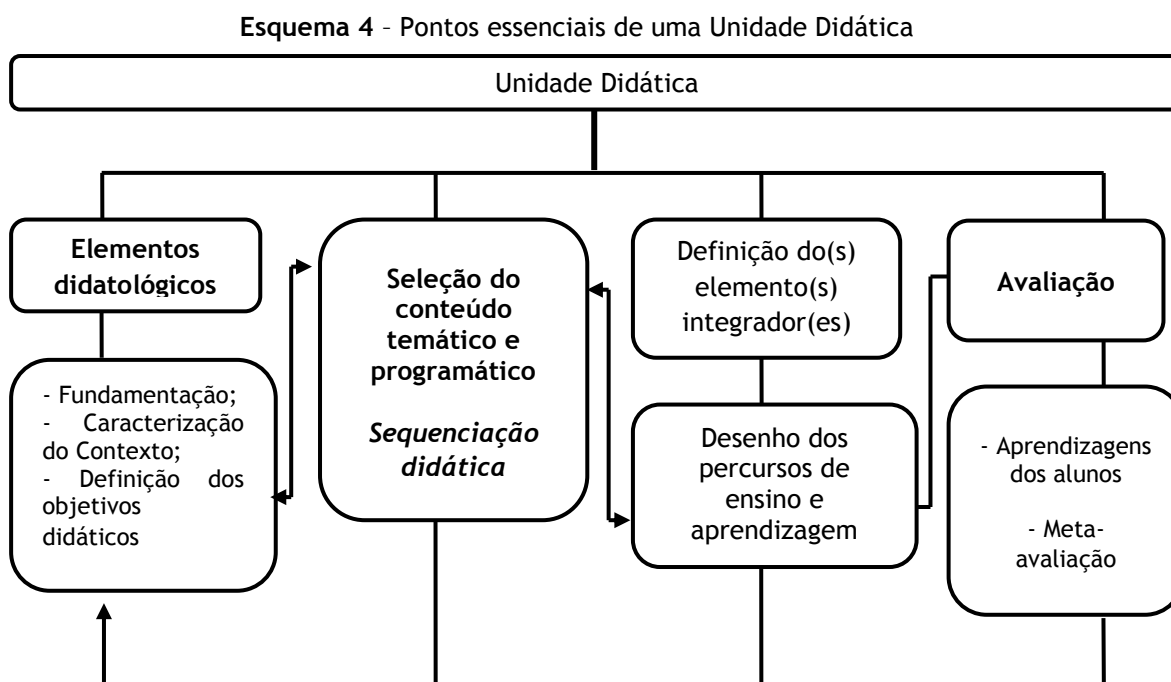 Esquema 4 – Pontos essenciais de uma Unidade Didática
Unidade Didática
Elementos
didatológicos
- Fundamentação;
- Caracterização
do Contexto;
- Definição dos
objetivos
didáticos
Seleção do
conteúdo
temático e
programático
Sequenciação
didática
Definição do(s)
elemento(s)
integrador(es)
Desenho dos
percursos de
ensino e
aprendizagem
Avaliação
- Aprendizagens
dos alunos
- Meta-
avaliação